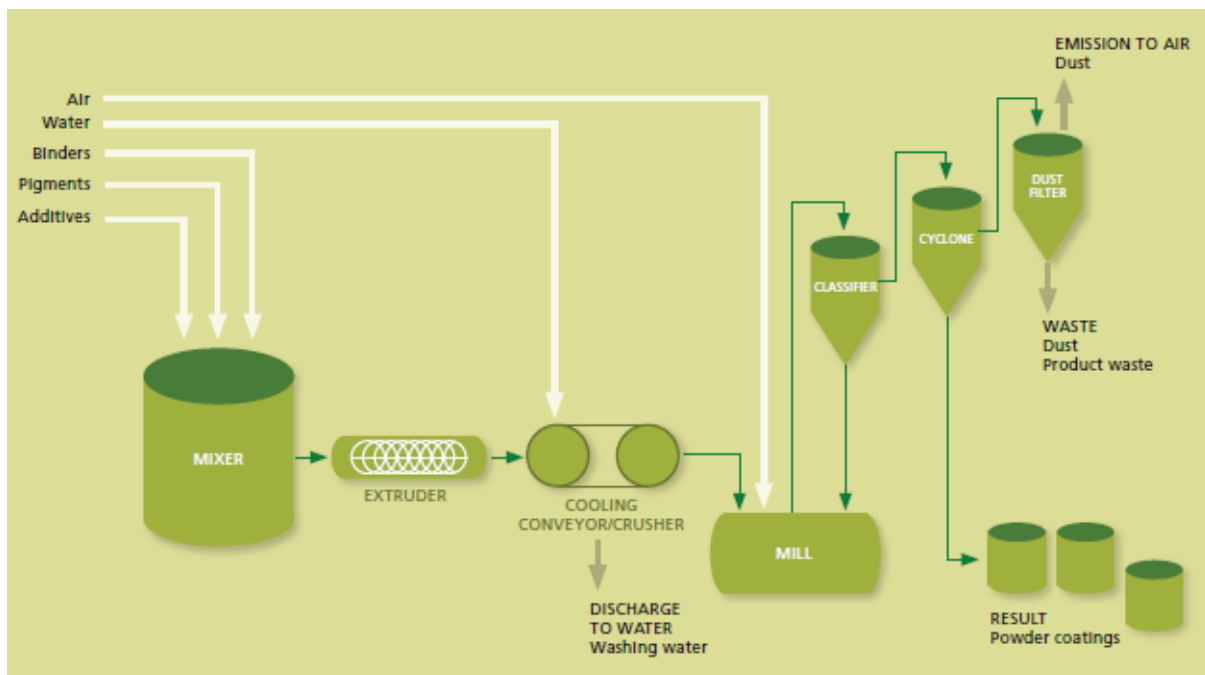 EMISSION TO AIR
Dust
Air
Water
Binders
Pigments
Additives
DUST
FILTER
CYCLONE
CLASSIFIER
WASTE
Dust
Product waste
MIXER
EXTRUDER
COOLING
CONVEYOR/CRUSHER
MILL
DISCHARGE
TO WATER
Washing water
RESULT
Powder coatings